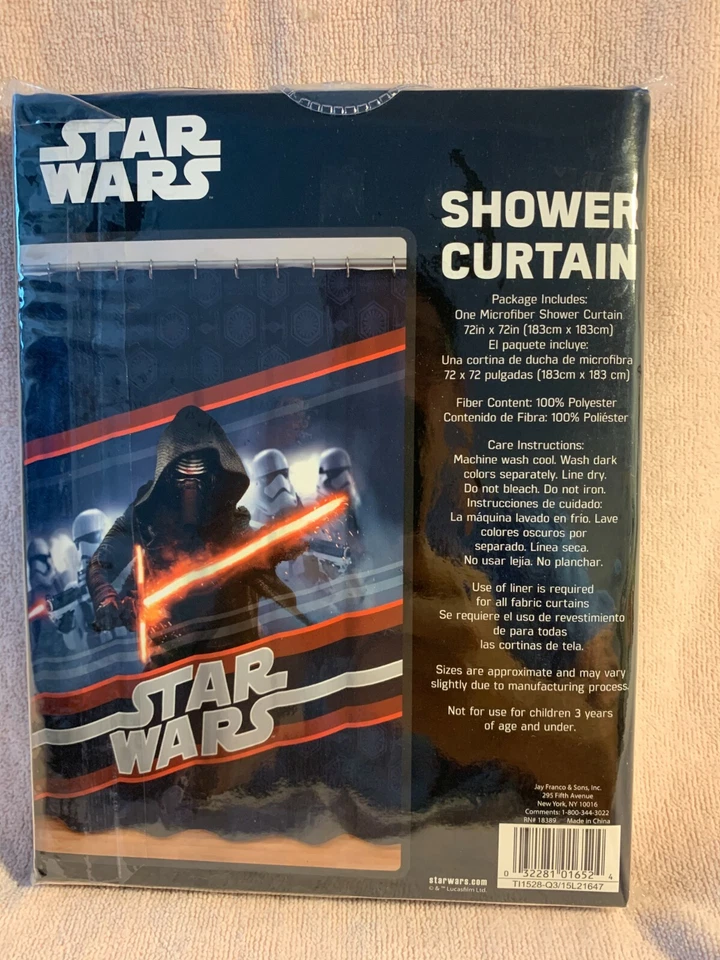 STAR
WARS
SHOWER
CURTAIN
Package Includes:
One Microfiber Shower Curtain
72in x 72in (183cm x 183cm)
El paquete incluye:
Una cortina de ducha de microfibra
72 x 72 pulgadas (183cm x 183 cm)
Fiber Content: 100% Polyester
Contenido de Fibra: 100% Poliéster
Care Instructions:
Machine wash cool. Wash dark
colors separately. Line dry.
Do not bleach. Do not iron.
Instrucciones de cuidado:
La máquina lavado en frío. Lave
colores oscuros por
separado. Línea seca.
No usar lejía. No planchar.
Use of liner is required
for all fabric curtains
Se requiere el uso de revestimiento
de para todas
las cortinas de tela.
Sizes are approximate and may vary
slightly due to manufacturing process.
Not for use for children 3 years
of age and under.
STAR
WARS
Jay Franco & Sons, Inc.
295 Fifth Avenue
New York, NY 10016
Comments: 1-800-344-3022
RN# 18389 Made in China
starwars.com
© & ™ Lucasfilm Ltd.
0 32281 01652 4
TI1528-Q3/15L21647